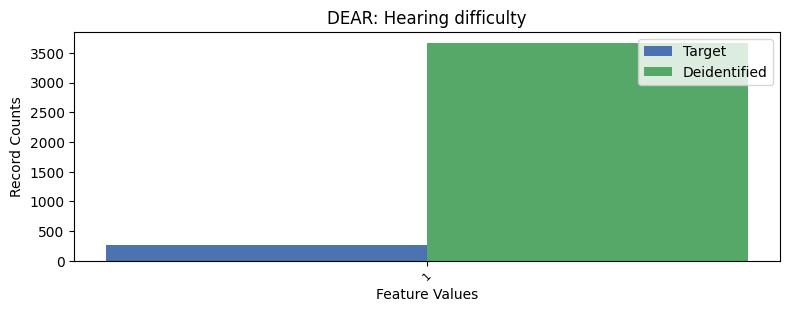 DEAR: Hearing difficulty
Target
Deidentified
Record Counts
3500
3000
2500
2000
1500
1000
500
0
1
Feature Values